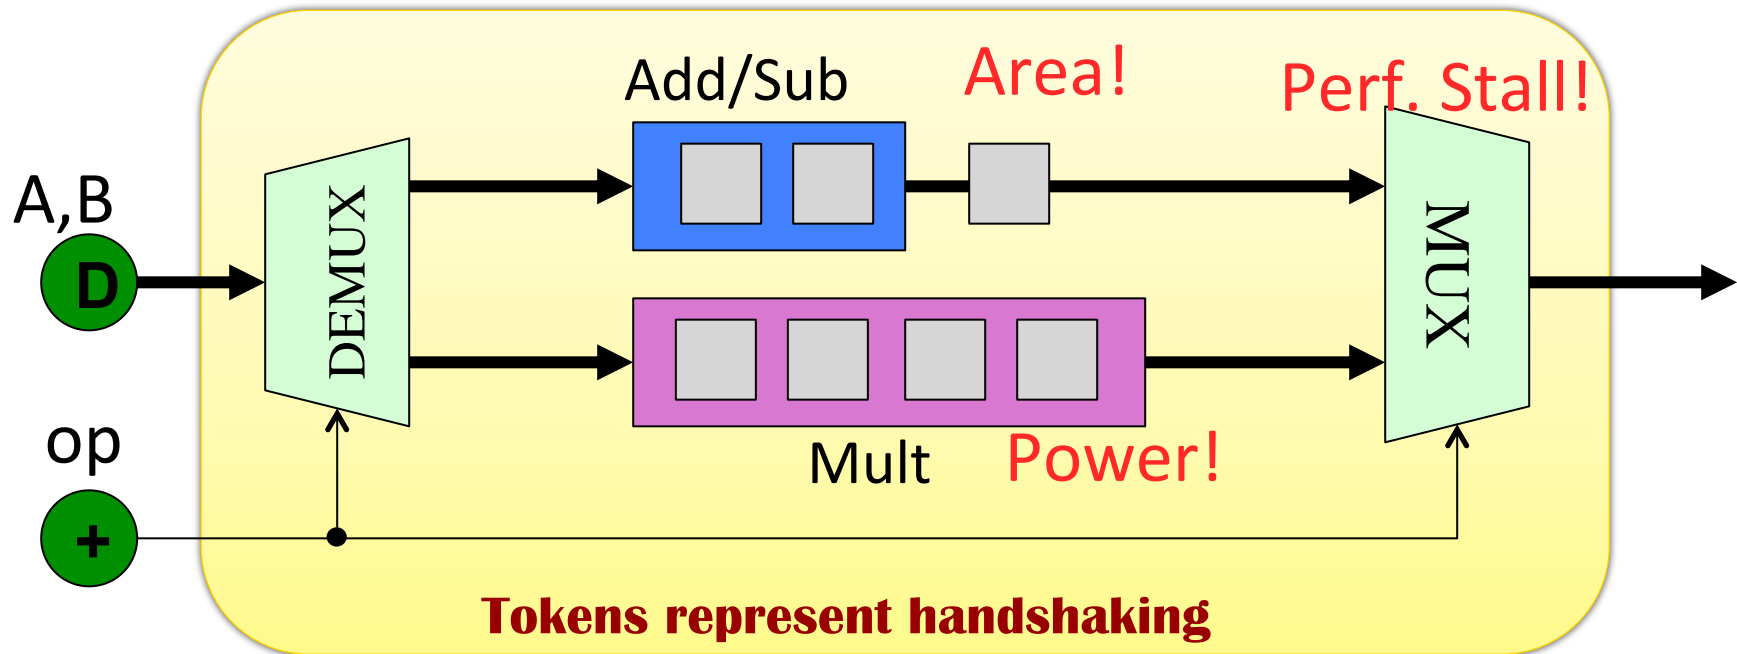 Add/Sub
Area!
Perf. Stall!
A,B
D
DEMUX
MUX
op
Mult
Power!
+
Tokens represent handshaking